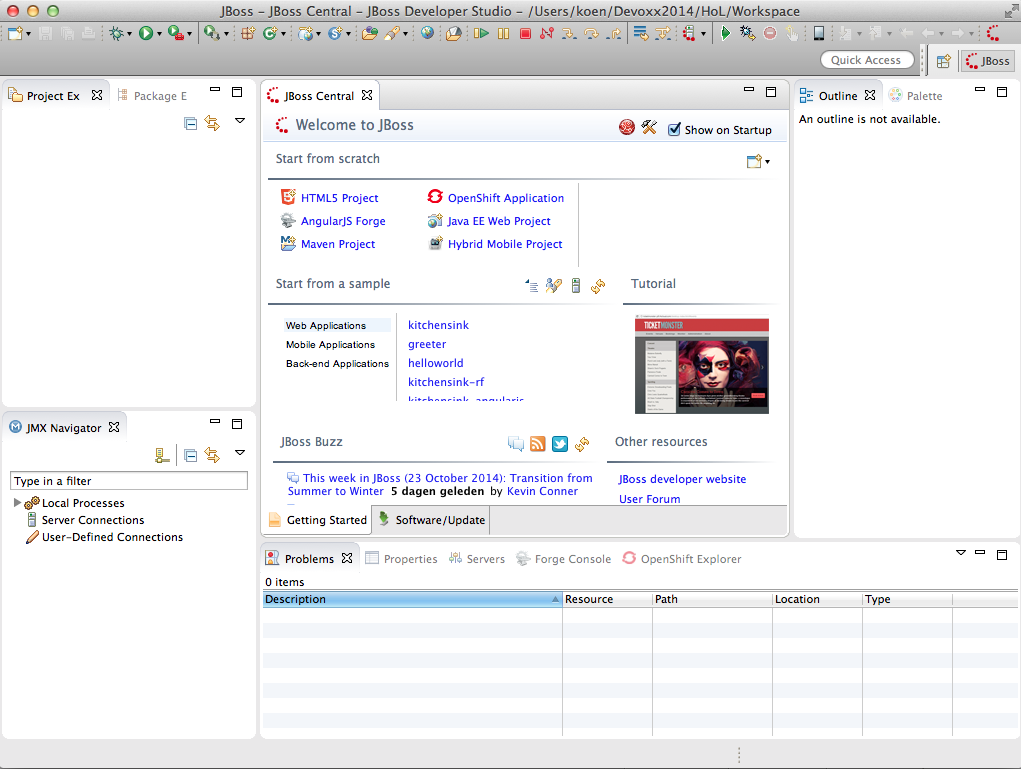 JBoss - JBoss Central - JBoss Developer Studio - /Users/koen/Devoxx2014/HoL/Workspace
Quick Access
JBoss
Project Ex
Package E
JBoss Central
Welcome to JBoss
Show on Startup
Start from scratch
HTML5 Project
OpenShift Application
AngularJS Forge
Java EE Web Project
Maven Project
Hybrid Mobile Project
Start from a sample
Tutorial
Web Applications
Mobile Applications
Back-end Applications
kitchensink
greeter
helloworld
kitchensink-rf
kitchensink-angularjs
TICKET MONSTER
JBoss Buzz
Other resources
This week in JBoss (23 October 2014): Transition from
Summer to Winter 5 dagen geleden by Kevin Conner
JBoss developer website
User Forum
Getting Started
Software/Update
Outline
Palette
An outline is not available.
JMX Navigator
Type in a filter
Local Processes
Server Connections
User-Defined Connections
Problems
Properties
Servers
Forge Console
OpenShift Explorer
0 items
Description
Resource
Path
Location
Type